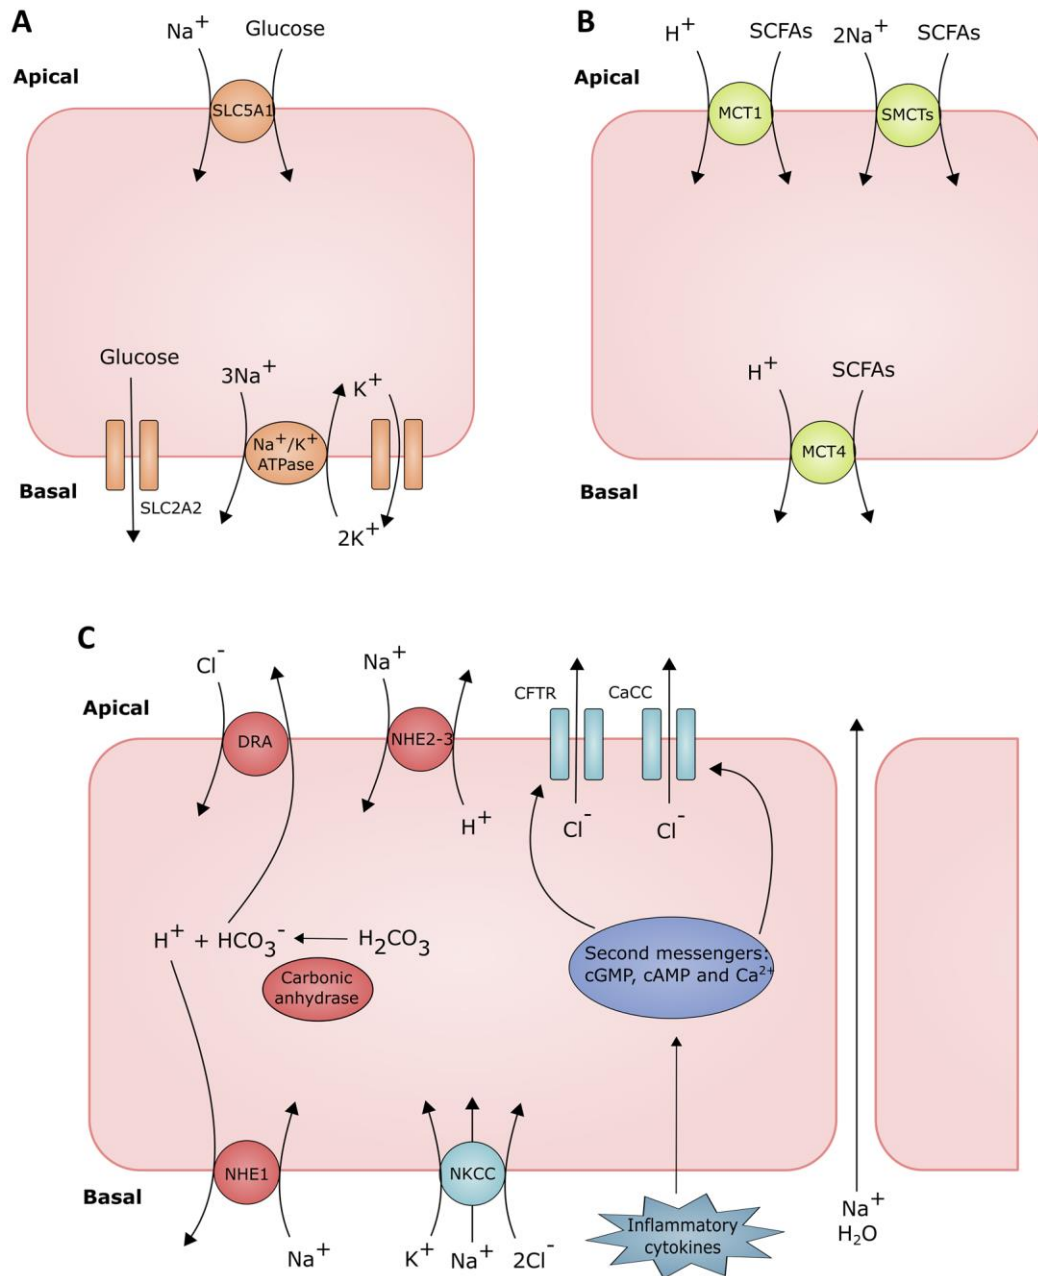 A
Na⁺
Glucose
Apical
SLC5A1
Glucose
3Na⁺
K⁺
Na⁺/K⁺
ATPase
Basal
SLC2A2
2K⁺
B
H⁺
SCFAs
2Na⁺
SCFAs
Apical
MCT1
SMCTs
H⁺
SCFAs
MCT4
Basal
C
Cl⁻
Na⁺
CFTR
CaCC
Apical
DRA
NHE2-3
H⁺
Cl⁻
Cl⁻
H⁺ + HCO₃⁻
H₂CO₃
Carbonic
anhydrase
Second messengers:
cGMP, cAMP and Ca²⁺
NHE1
NKCC
Basal
Na⁺
K⁺
Na⁺
2Cl⁻
Inflammatory
cytokines
Na⁺
H₂O